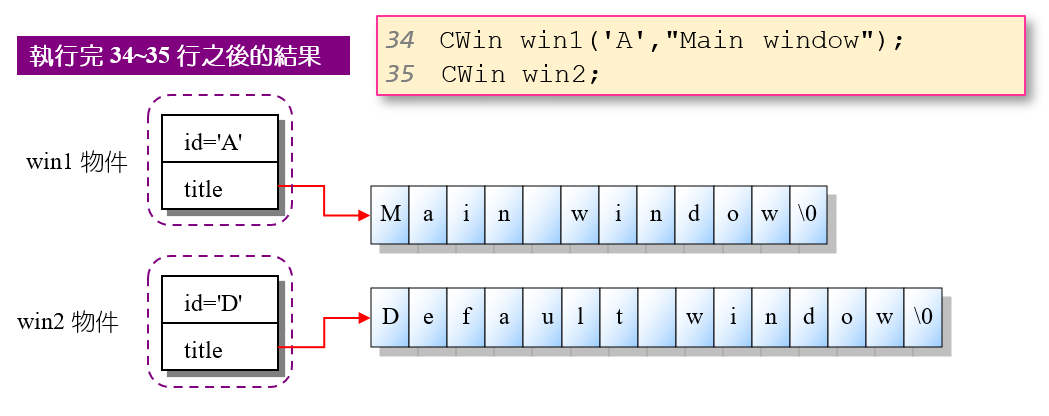 執行完 34~35 行之後的結果
34 CWin win1('A',"Main window");
35 CWin win2;
win1 物件
id='A'
title
M a i n w i n d o w \0
win2 物件
id='D'
title
D e f a u l t w i n d o w \0